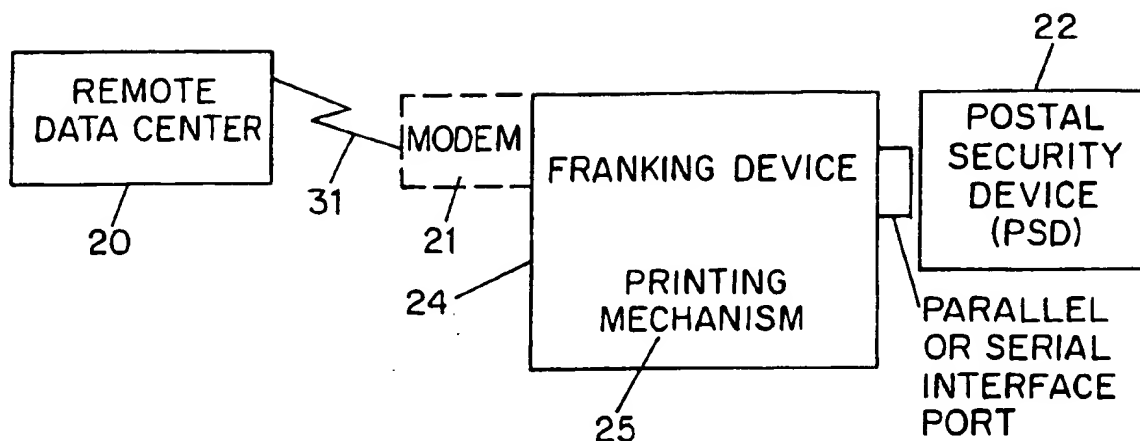 REMOTE
DATA CENTER
20
31
MODEM
21
FRANKING DEVICE
24
PRINTING
MECHANISM
25
22
POSTAL
SECURITY
DEVICE
(PSD)
PARALLEL
OR SERIAL
INTERFACE
PORT